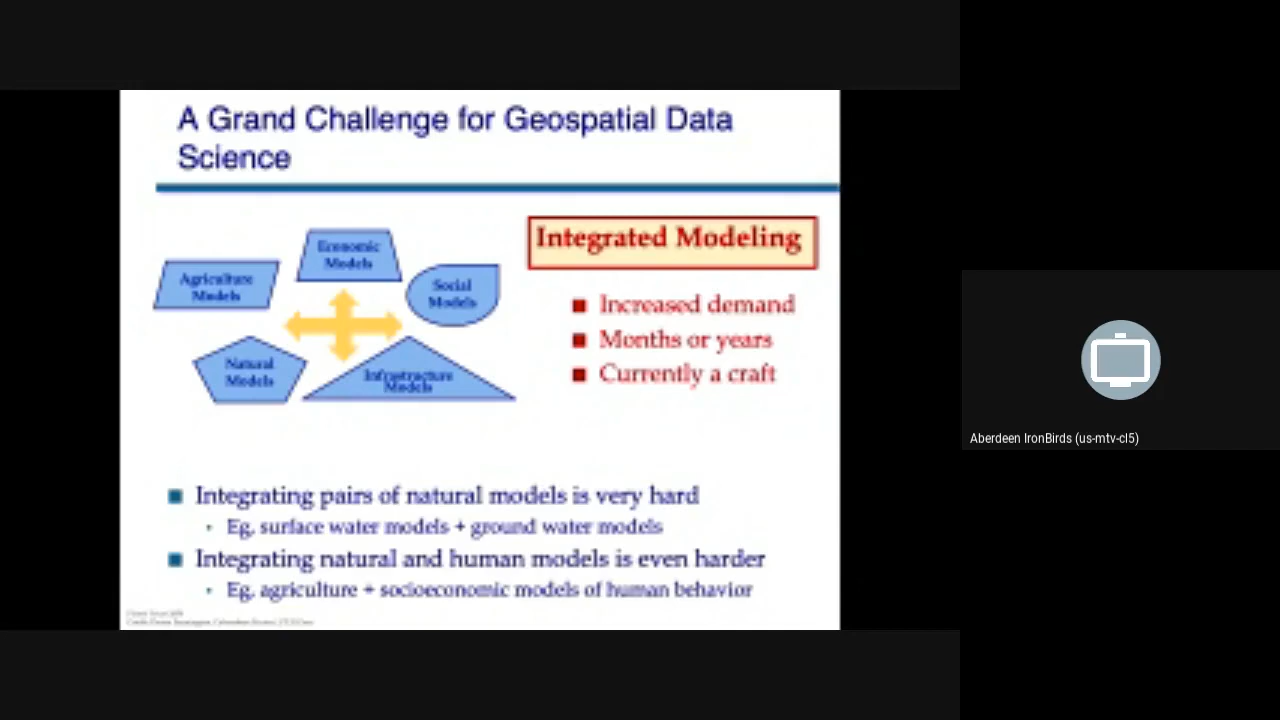 A Grand Challenge for Geospatial Data
Science
Economic
Models
Agriculture
Models
Social
Models
Natural
Models
Infrastructure
Models
Integrated Modeling
Increased demand
Months or years
Currently a craft
Integrating pairs of natural models is very hard
Eg, surface water models + ground water models
Integrating natural and human models is even harder
Eg, agriculture + socioeconomic models of human behavior
Aberdeen IronBirds (us-mtv-cl5)